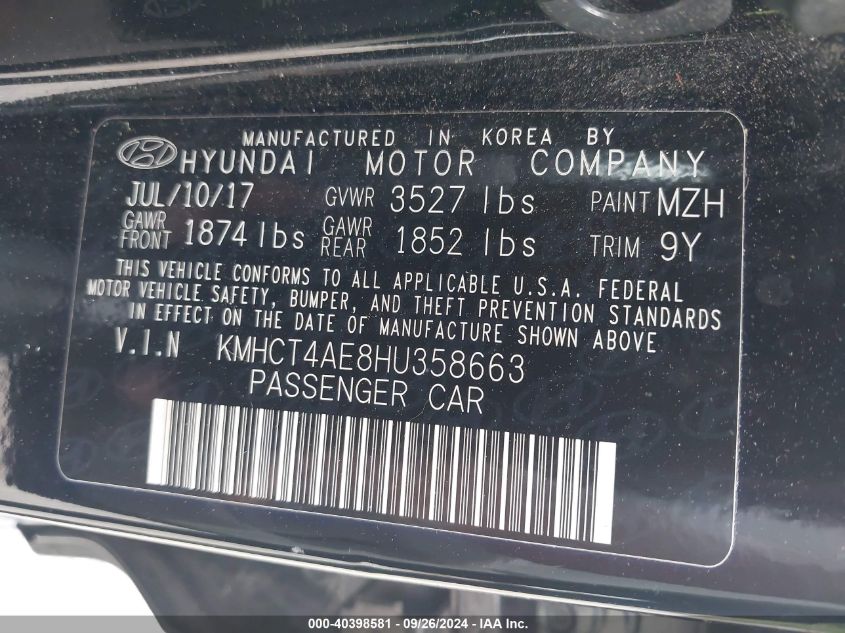 MANUFACTURED IN KOREA BY
HYUNDAI MOTOR COMPANY
JUL/10/17 GVWR 3527 lbs PAINT MZH
GAWR FRONT 1874 lbs GAWR REAR 1852 lbs TRIM 9Y
THIS VEHICLE CONFORMS TO ALL APPLICABLE U.S.A. FEDERAL
MOTOR VEHICLE SAFETY, BUMPER, AND THEFT PREVENTION STANDARDS
IN EFFECT ON THE DATE OF MANUFACTURE SHOWN ABOVE
V.I.N KMHCT4AE8HU358663
PASSENGER CAR
000-40398581 - 09/26/2024 - IAA Inc.